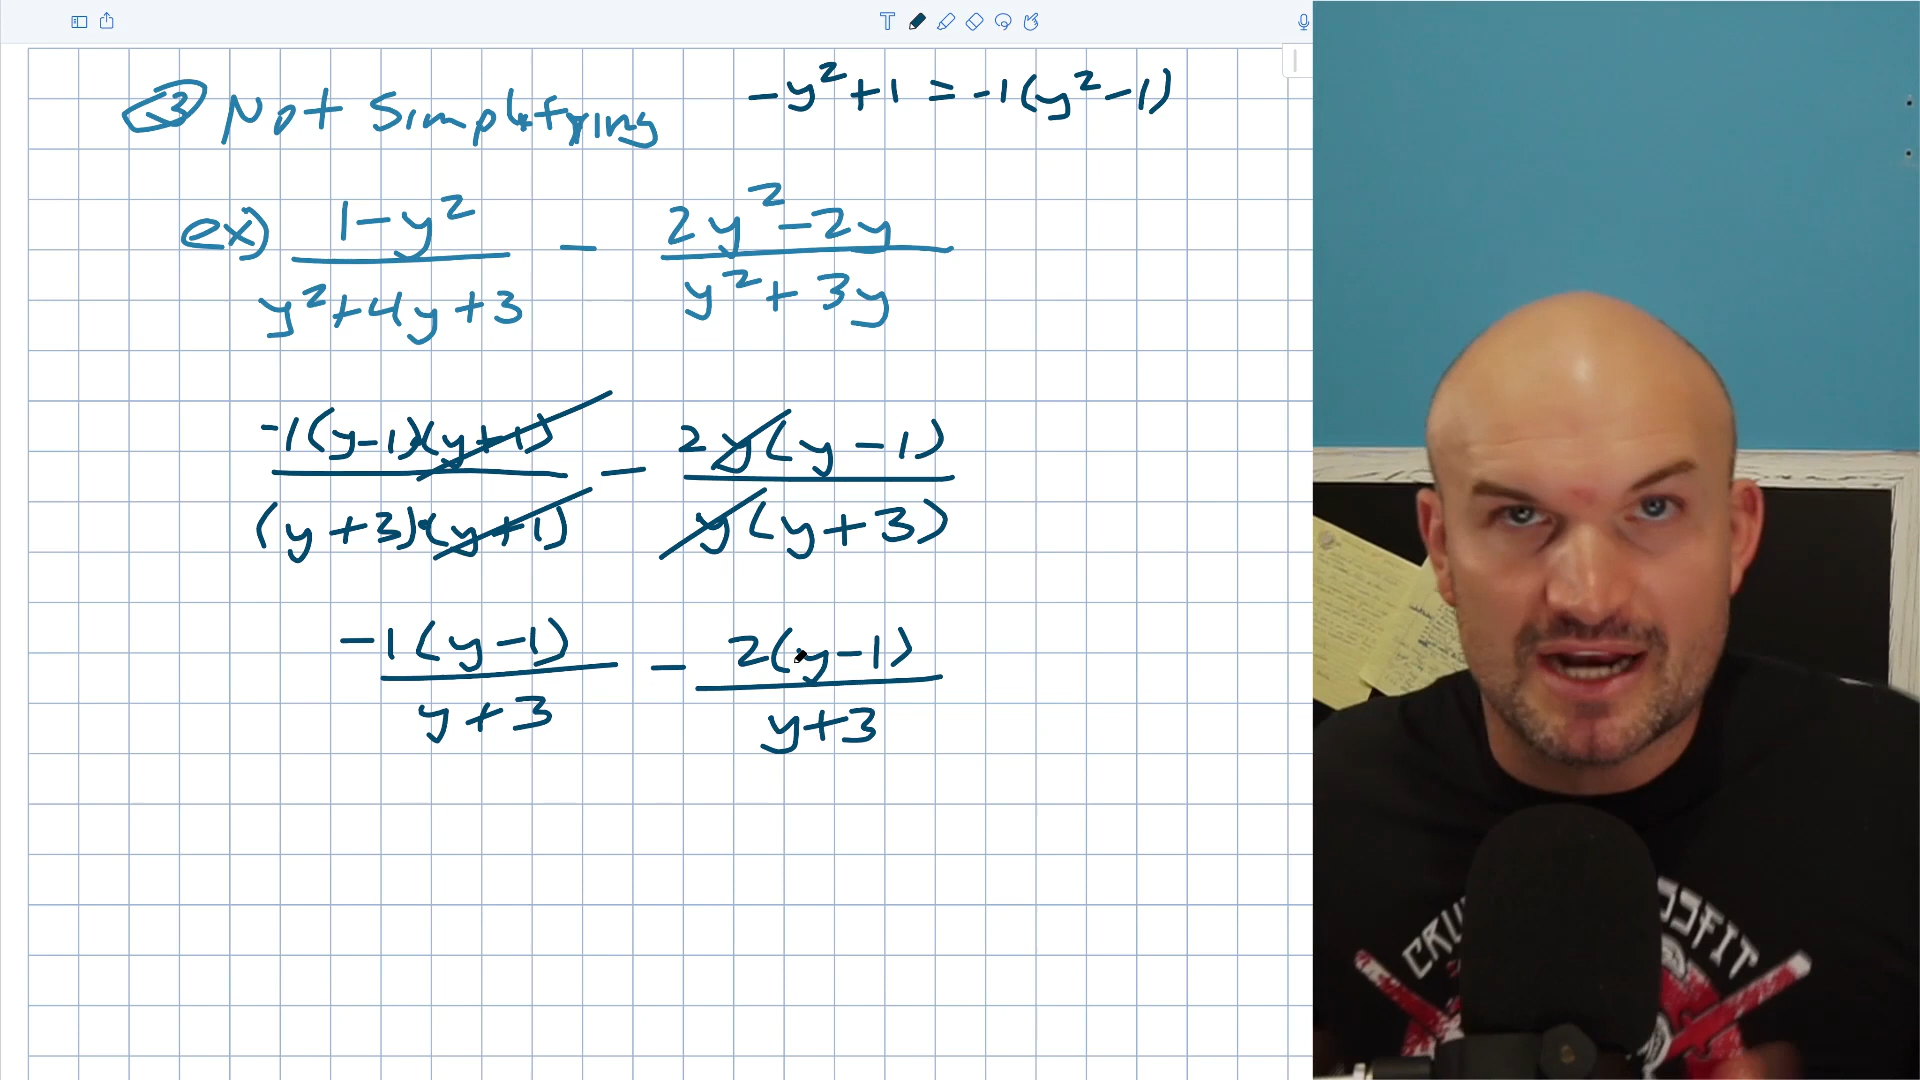 ③ Not Simplifying
-y²+1 = -1(y²-1)
ex) 1-y² / y²+4y+3 - 2y²-2y / y²+3y
-1(y-1)(y+1) / (y+3)(y+1) - 2y(y-1) / y(y+3)
-1(y-1) / y+3 - 2(y-1) / y+3